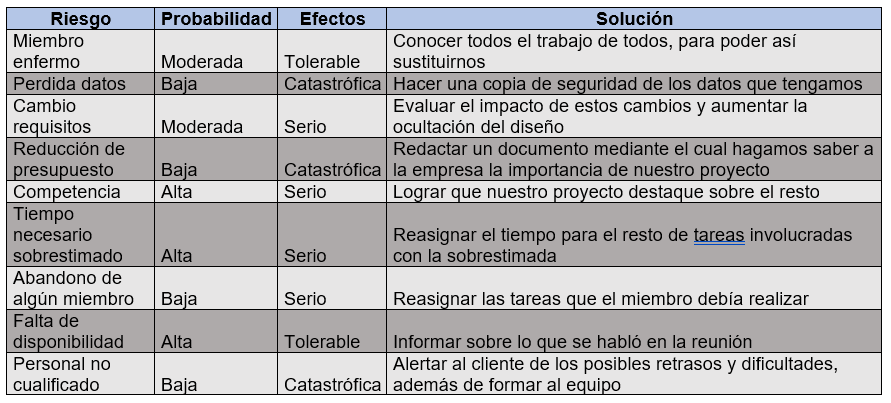 Riesgo Probabilidad Efectos Solución
Miembro enfermo Moderada Tolerable Conocer todos el trabajo de todos, para poder así sustituirnos
Perdida datos Baja Catastrófica Hacer una copia de seguridad de los datos que tengamos
Cambio requisitos Moderada Serio Evaluar el impacto de estos cambios y aumentar la ocultación del diseño
Reducción de presupuesto Baja Catastrófica Redactar un documento mediante el cual hagamos saber a la empresa la importancia de nuestro proyecto
Competencia Alta Serio Lograr que nuestro proyecto destaque sobre el resto
Tiempo necesario sobrestimado Alta Serio Reasignar el tiempo para el resto de tareas involucradas con la sobrestimada
Abandono de algún miembro Baja Serio Reasignar las tareas que el miembro debía realizar
Falta de disponibilidad Alta Tolerable Informar sobre lo que se habló en la reunión
Personal no cualificado Baja Catastrófica Alertar al cliente de los posibles retrasos y dificultades, además de formar al equipo